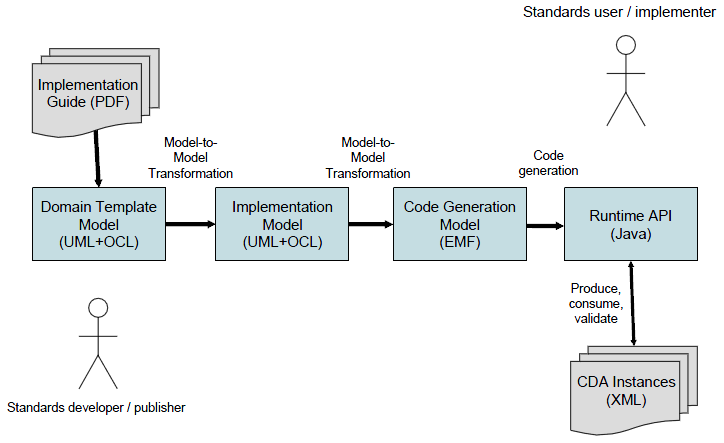 Standards user / implementer
Implementation
Guide (PDF)
Model-to-
Model
Transformation
Model-to-
Model
Transformation
Code
generation
Domain Template
Model
(UML+OCL)
Implementation
Model
(UML+OCL)
Code Generation
Model
(EMF)
Runtime API
(Java)
Produce,
consume,
validate
CDA Instances
(XML)
Standards developer / publisher